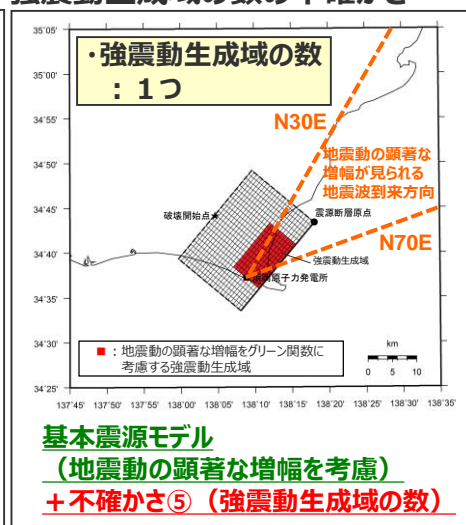 強震動生成域の数の不確かさ
・強震動生成域の数
：１つ
N30E
地震動の顕著な
増幅が見られる
地震波到来方向
N70E
破壊開始点
震源断層原点
強震動生成域
浜岡原子力発電所
■：地震動の顕著な増幅をグリーン関数に
考慮する強震動生成域
km
0 5 10
35˚05'
35˚00'
34˚55'
34˚50'
34˚45'
34˚40'
34˚35'
34˚30'
34˚25'
137˚45' 137˚50' 137˚55' 138˚00' 138˚05' 138˚10' 138˚15' 138˚20' 138˚25' 138˚30' 138˚35'
基本震源モデル
（地震動の顕著な増幅を考慮）
＋不確かさ⑤（強震動生成域の数）